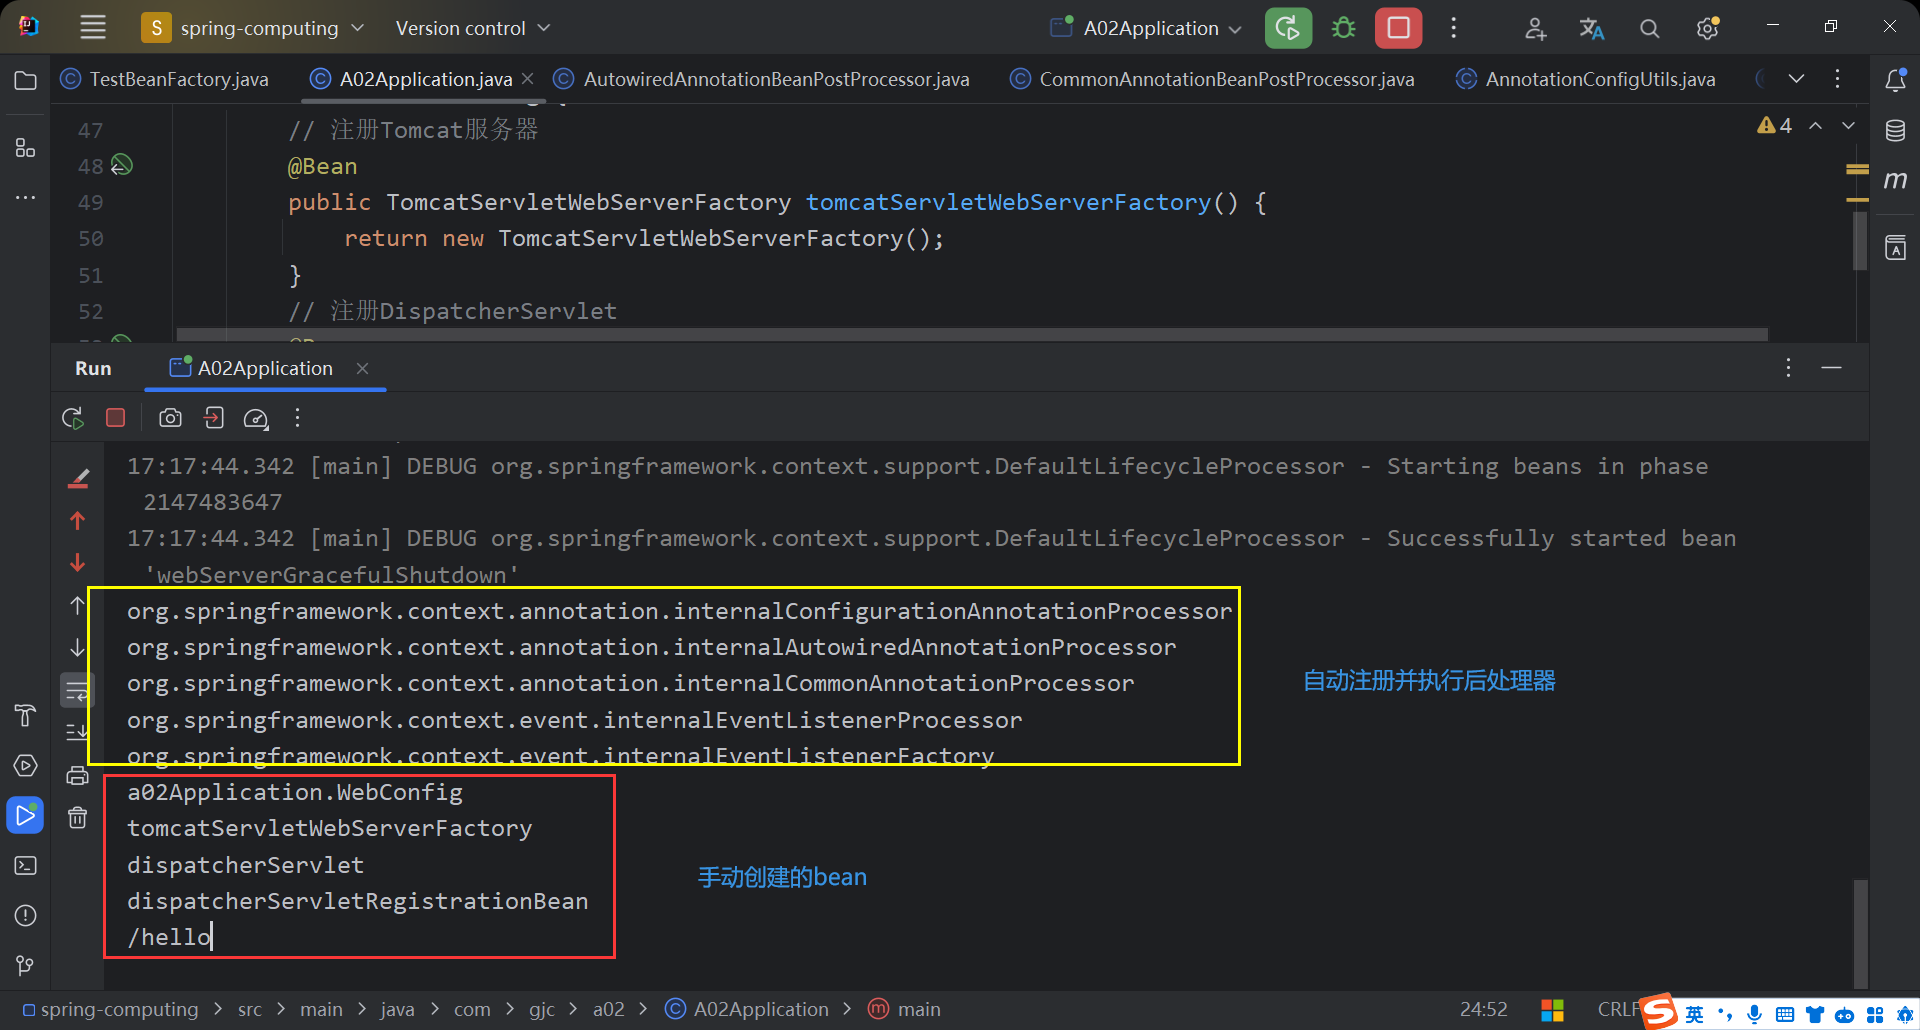 S spring-computing Version control A02Application
TestBeanFactory.java A02Application.java AutowiredAnnotationBeanPostProcessor.java CommonAnnotationBeanPostProcessor.java AnnotationConfigUtils.java
47 // 注册Tomcat服务器
4
48 @Bean
49 public TomcatServletWebServerFactory tomcatServletWebServerFactory() {
50 return new TomcatServletWebServerFactory();
51 }
52 // 注册DispatcherServlet
Run A02Application
17:17:44.342 [main] DEBUG org.springframework.context.support.DefaultLifecycleProcessor - Starting beans in phase
2147483647
17:17:44.342 [main] DEBUG org.springframework.context.support.DefaultLifecycleProcessor - Successfully started bean
'webServerGracefulShutdown'
org.springframework.context.annotation.internalConfigurationAnnotationProcessor
org.springframework.context.annotation.internalAutowiredAnnotationProcessor
org.springframework.context.annotation.internalCommonAnnotationProcessor
自动注册并执行后处理器
org.springframework.context.event.internalEventListenerProcessor
org.springframework.context.event.internalEventListenerFactory
a02Application.WebConfig
tomcatServletWebServerFactory
dispatcherServlet
手动创建的bean
dispatcherServletRegistrationBean
/hello
spring-computing > src > main > java > com > gjc > a02 > A02Application > main 24:52 CRLF 英